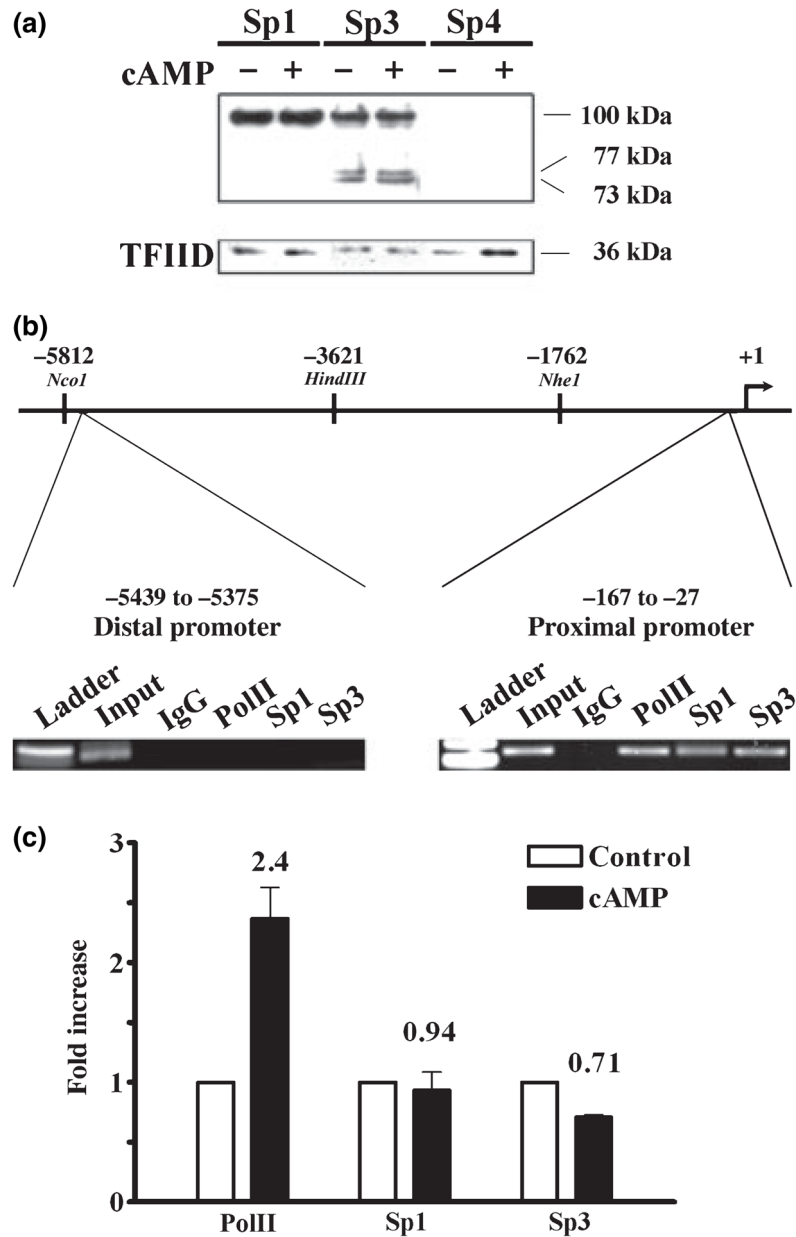 (a)
Sp1 Sp3 Sp4
cAMP − + − + − +
100 kDa
77 kDa
73 kDa
TFIID 36 kDa
(b)
−5812 −3621 −1762 +1
Nco1 HindIII Nhe1
−5439 to −5375 −167 to −27
Distal promoter Proximal promoter
Ladder Input IgG PolII Sp1 Sp3 Ladder Input IgG PolII Sp1 Sp3
(c)
3
2.4
Control
cAMP
2
Fold increase
0.94
0.71
1
0
PolII Sp1 Sp3